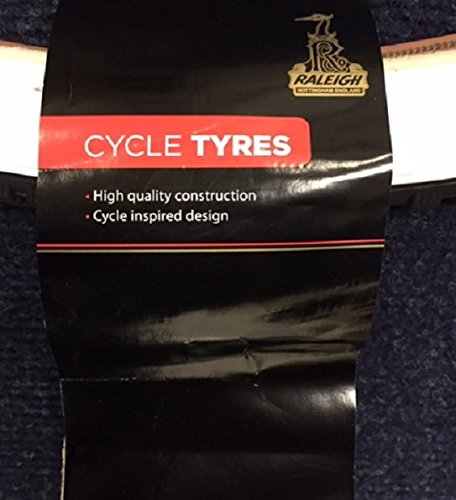 R
RALEIGH
NOTTINGHAM ENGLAND
CYCLE TYRES
• High quality construction
• Cycle inspired design